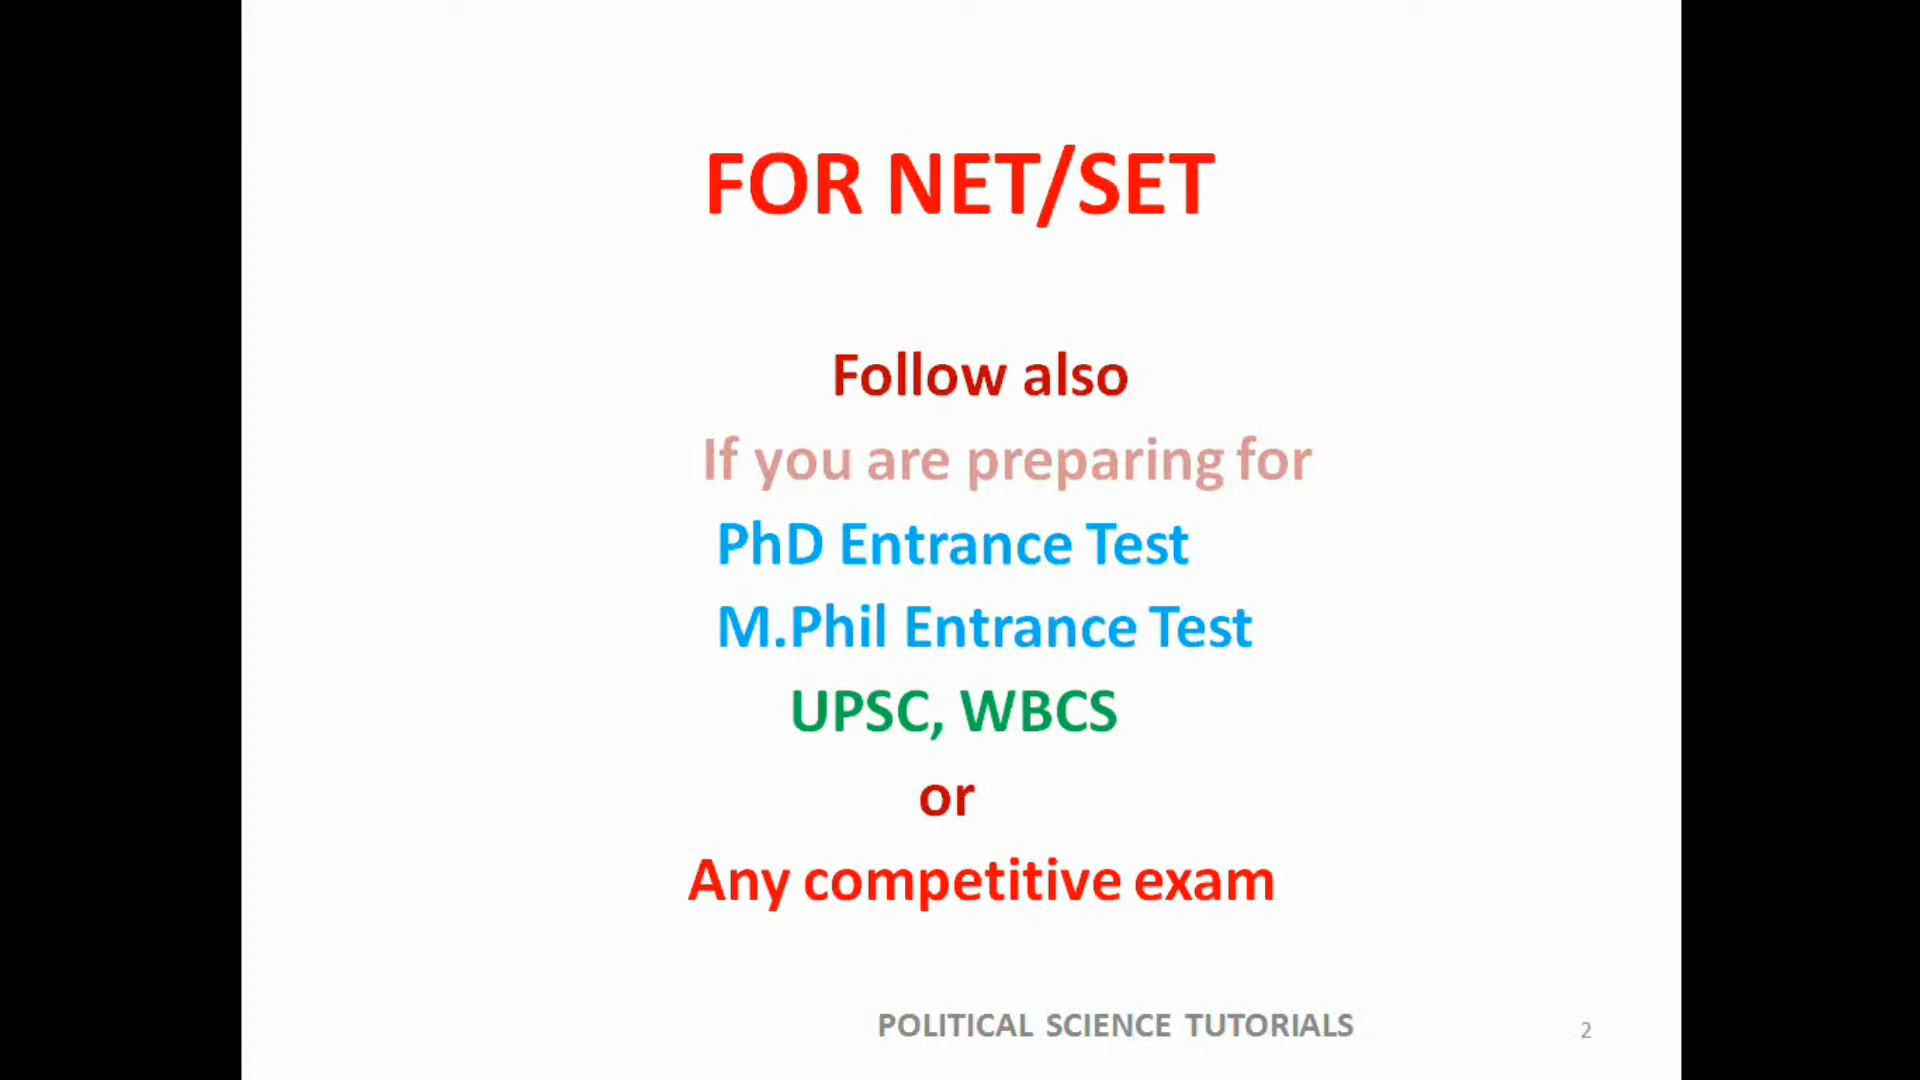 FOR NET/SET
Follow also
If you are preparing for
PhD Entrance Test
M.Phil Entrance Test
UPSC, WBCS
or
Any competitive exam
POLITICAL SCIENCE TUTORIALS
2